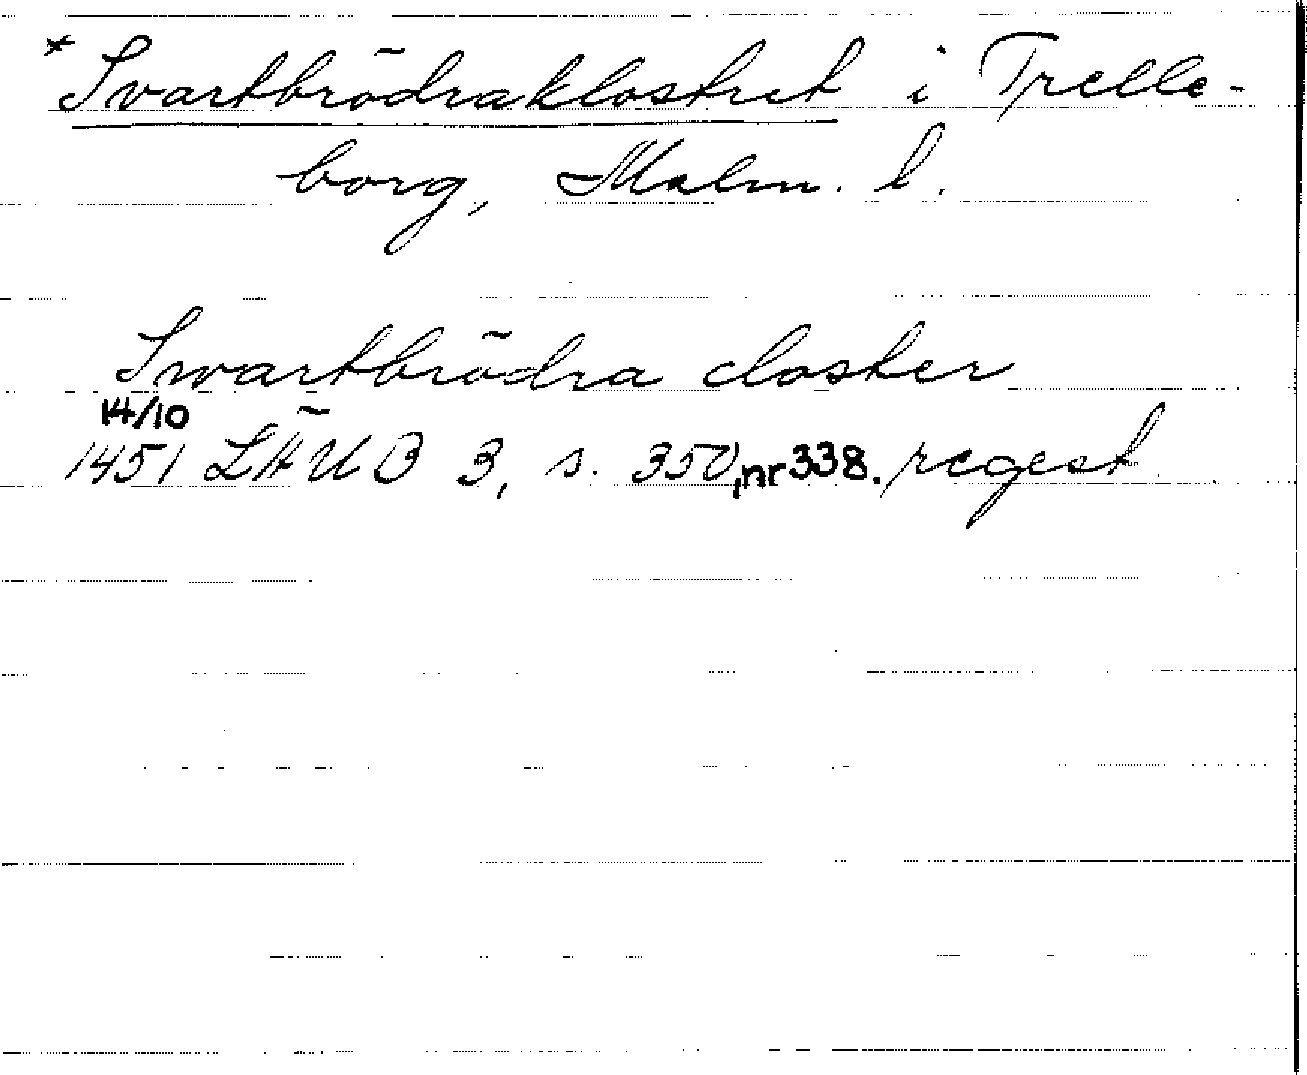 *Svartbrödraklostret i Trelle-
borg, Malm. l.
Swartbrödra closter
14/10
1451 LÄUB 3, s. 350, nr 338. regest